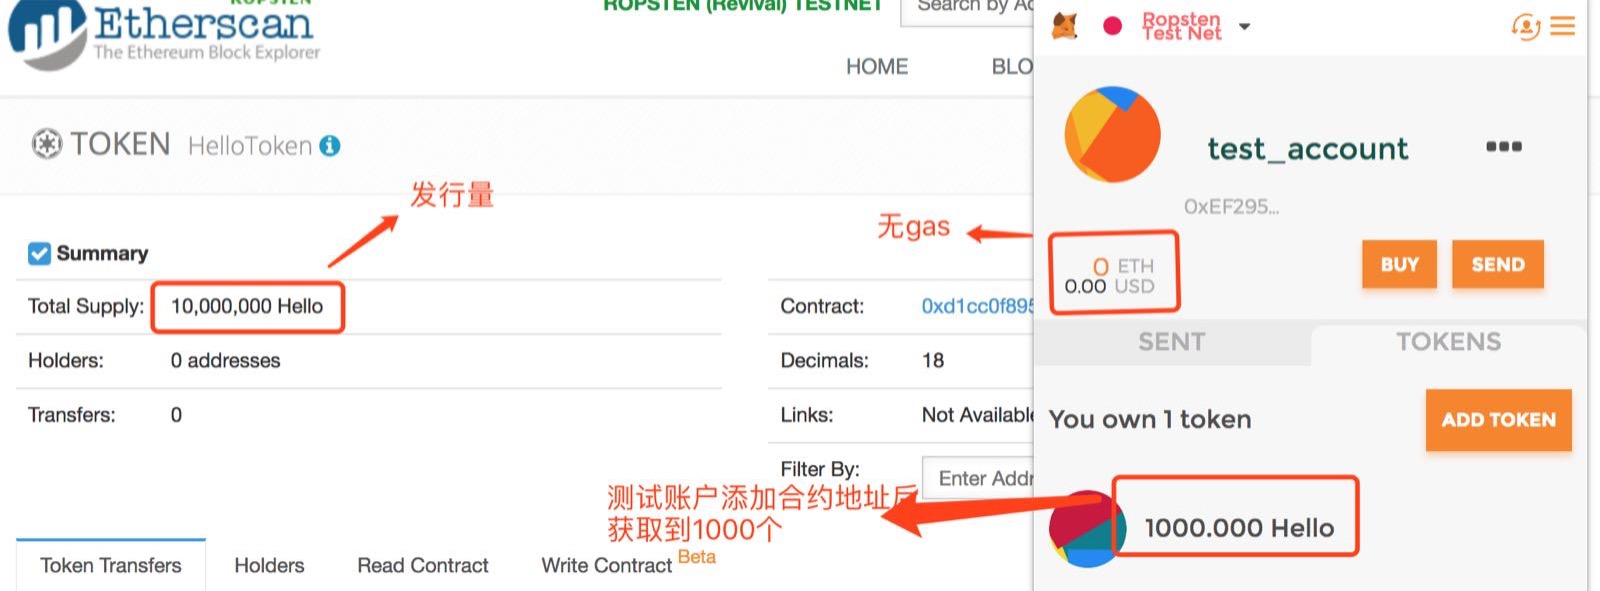 ROPSTEN
Etherscan
The Ethereum Block Explorer
ROPSTEN (Revival) TESTNET
Search by Ad
HOME
BLO
TOKEN HelloToken
发行量
Summary
Total Supply: 10,000,000 Hello
Holders: 0 addresses
Transfers: 0
无gas
Contract: 0xd1cc0f895
Decimals: 18
Links: Not Available
Filter By: Enter Addr
测试账户添加合约地址后
获取到1000个
Token Transfers
Holders
Read Contract
Write Contract Beta
Ropsten
Test Net
test_account
0xEF295...
0 ETH
0.00 USD
BUY
SEND
SENT
TOKENS
You own 1 token
ADD TOKEN
1000.000 Hello